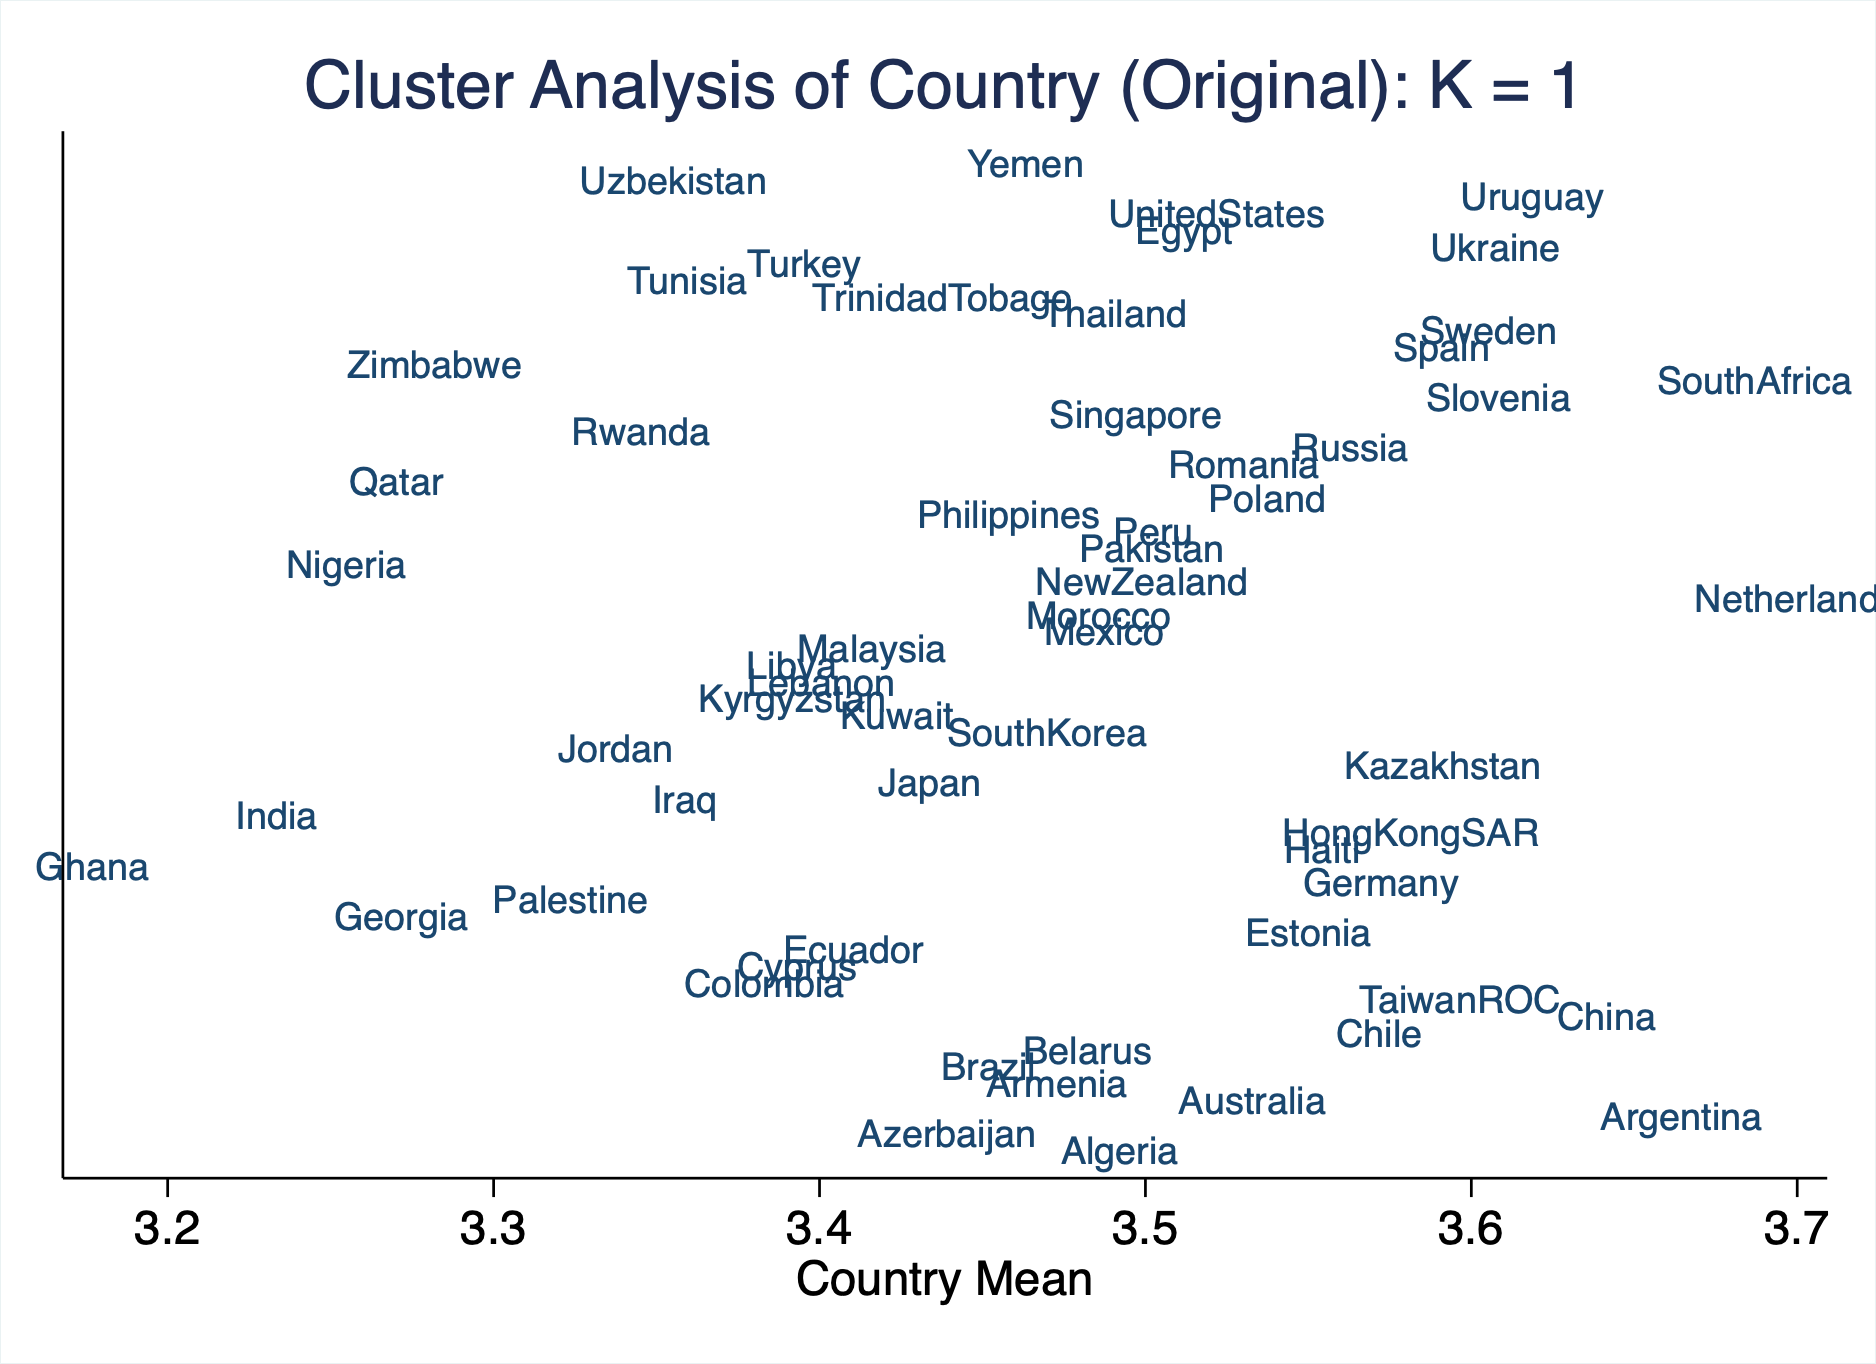 Cluster Analysis of Country (Original): K = 1
Yemen
Uzbekistan
Uruguay
UnitedStates
Egypt
Ukraine
Turkey
Tunisia
TrinidadTobago
Thailand
Sweden
Spain
Zimbabwe
SouthAfrica
Slovenia
Singapore
Rwanda
Russia
Romania
Qatar
Poland
Philippines
Peru
Pakistan
Nigeria
NewZealand
Netherland
Morocco
Mexico
Malaysia
Libya
Lebanon
Kyrgyzstan
Kuwait
SouthKorea
Jordan
Kazakhstan
Japan
Iraq
India
HongKongSAR
Haiti
Ghana
Germany
Palestine
Georgia
Estonia
Ecuador
Cyprus
Colombia
TaiwanROC
China
Chile
Belarus
Brazil
Armenia
Australia
Argentina
Azerbaijan
Algeria
3.2 3.3 3.4 3.5 3.6 3.7
Country Mean